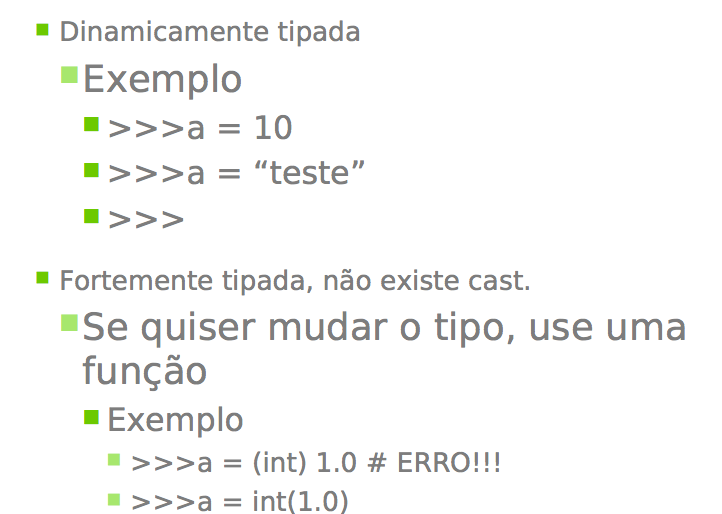 Dinamicamente tipada
Exemplo
>>>a = 10
>>>a = “teste”
>>>
Fortemente tipada, não existe cast.
Se quiser mudar o tipo, use uma
função
Exemplo
>>>a = (int) 1.0 # ERRO!!!
>>>a = int(1.0)